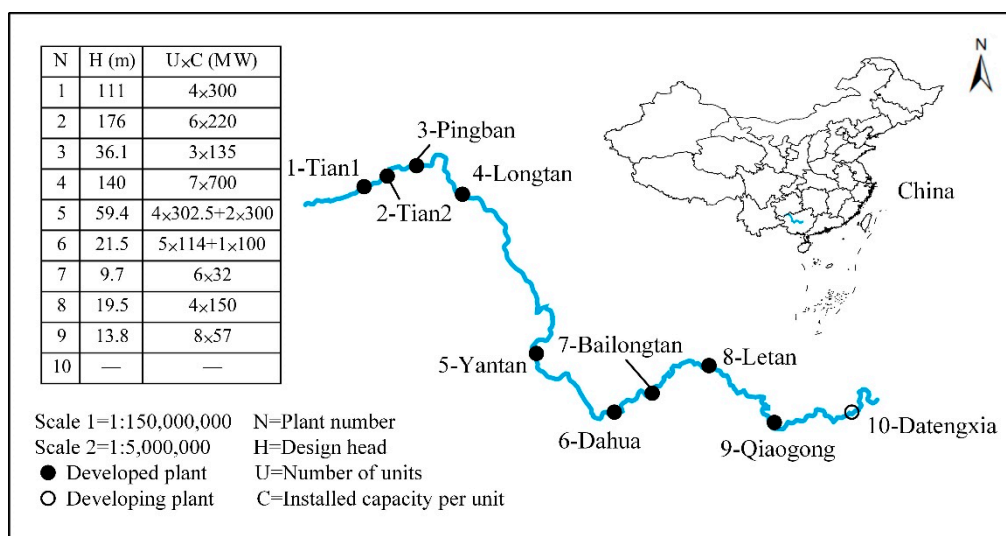 N H (m) U×C (MW)
1 111 4×300
2 176 6×220
3 36.1 3×135
4 140 7×700
5 59.4 4×302.5+2×300
6 21.5 5×114+1×100
7 9.7 6×32
8 19.5 4×150
9 13.8 8×57
10 — —
N
3-Pingban
1-Tian1
4-Longtan
2-Tian2
China
7-Bailongtan
8-Letan
5-Yantan
6-Dahua
9-Qiaogong
10-Datengxia
Scale 1=1:150,000,000 N=Plant number
Scale 2=1:5,000,000 H=Design head
Developed plant U=Number of units
Developing plant C=Installed capacity per unit